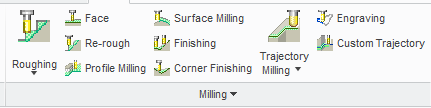 Face
Surface Milling
Engraving
Re-rough
Finishing
Custom Trajectory
Roughing
Profile Milling
Corner Finishing
Trajectory
Milling
Milling